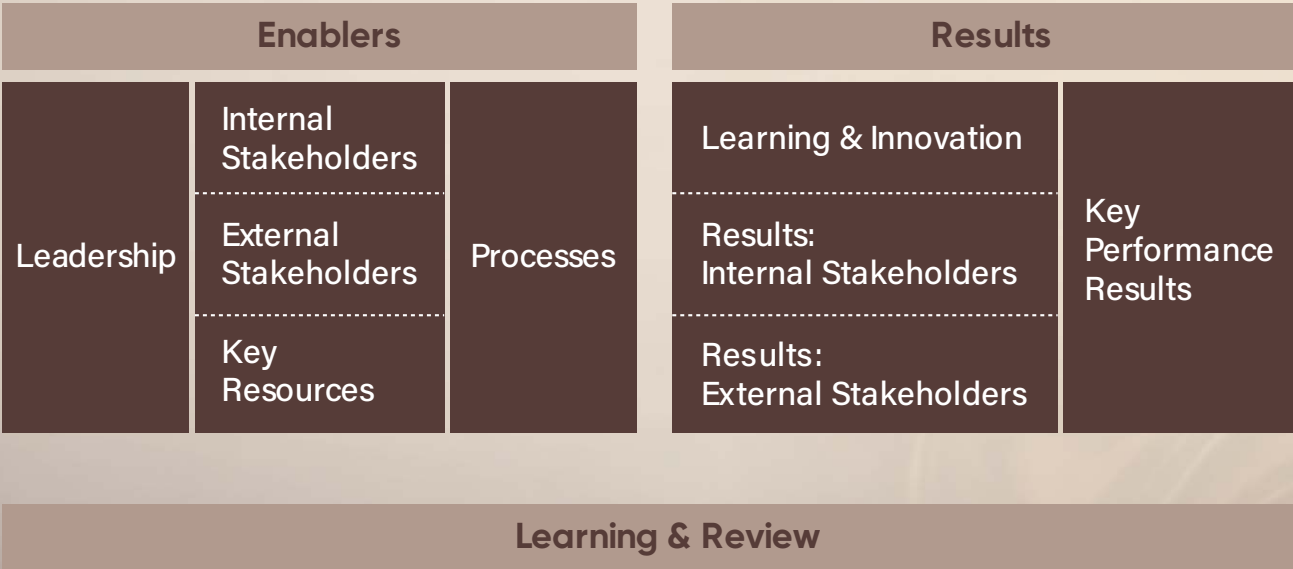 Enablers
Leadership
Internal
Stakeholders
External
Stakeholders
Key
Resources
Processes
Results
Learning & Innovation
Results:
Internal Stakeholders
Results:
External Stakeholders
Key
Performance
Results
Learning & Review